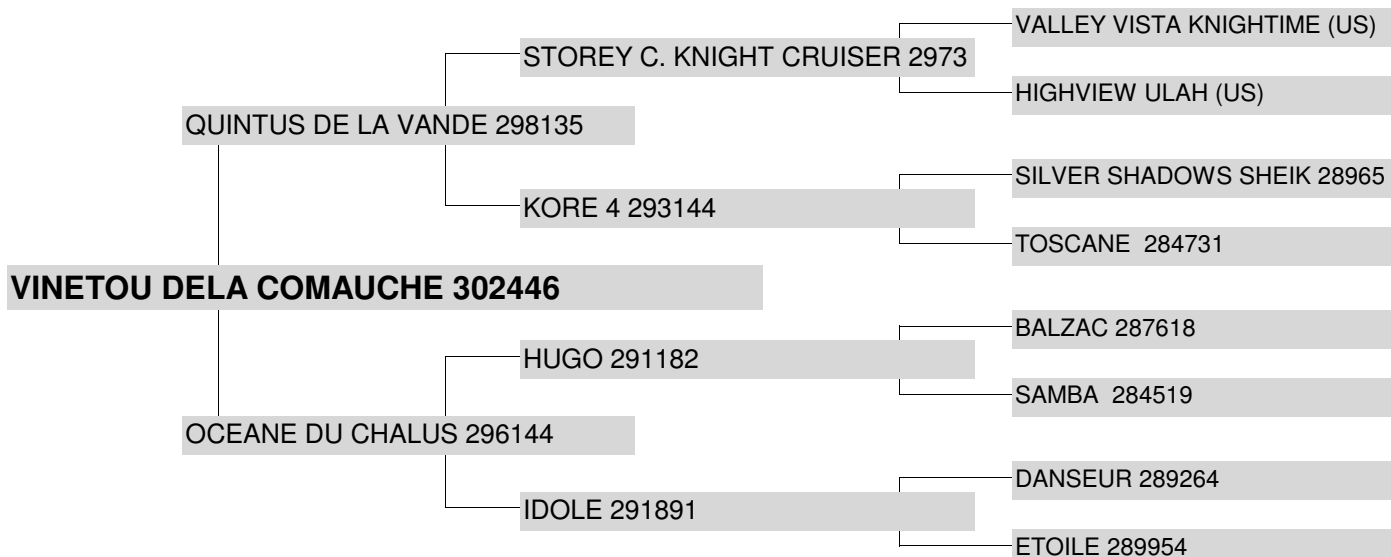 VALLEY VISTA KNIGHTIME (US)
STOREY C. KNIGHT CRUISER 2973
HIGHVIEW ULAH (US)
QUINTUS DE LA VANDE 298135
SILVER SHADOWS SHEIK 28965
KORE 4 293144
TOSCANE 284731
VINETOU DELA COMAUCHE 302446
BALZAC 287618
HUGO 291182
SAMBA 284519
OCEANE DU CHALUS 296144
DANSEUR 289264
IDOLE 291891
ETOILE 289954